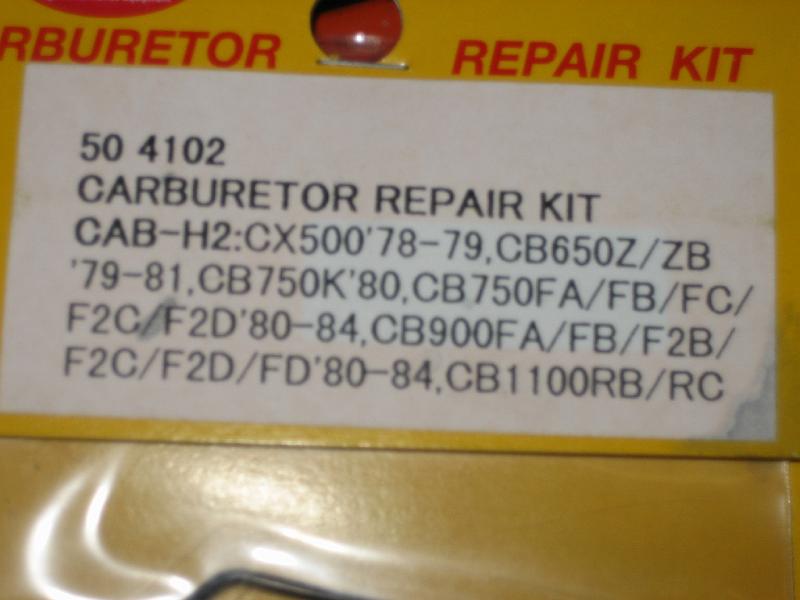 RBURETOR REPAIR KIT
50 4102
CARBURETOR REPAIR KIT
CAB-H2:CX500'78-79,CB650Z/ZB
'79-81,CB750K'80,CB750FA/FB/FC/
F2C/F2D'80-84,CB900FA/FB/F2B/
F2C/F2D/FD'80-84,CB1100RB/RC